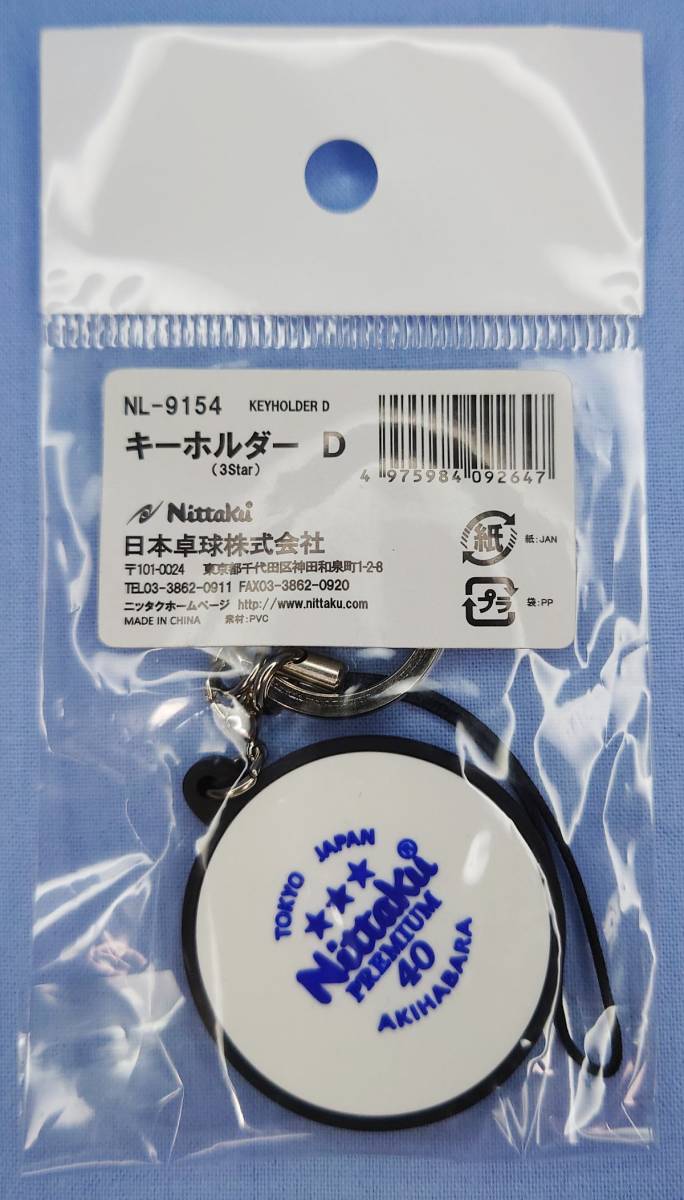 NL-9154 KEYHOLDER D
キーホルダー D
(3Star)
4 975984 092647
Nittaku
日本卓球株式会社
〒101-0024 東京都千代田区神田和泉町1-2-8
TEL03-3862-0911 FAX03-3862-0920
ニッタクホームページ http://www.nittaku.com
MADE IN CHINA 素材:PVC
紙
紙:JAN
プラ
袋:PP
TOKYO JAPAN
★★★
Nittaku®
PREMIUM
40
AKIHABARA